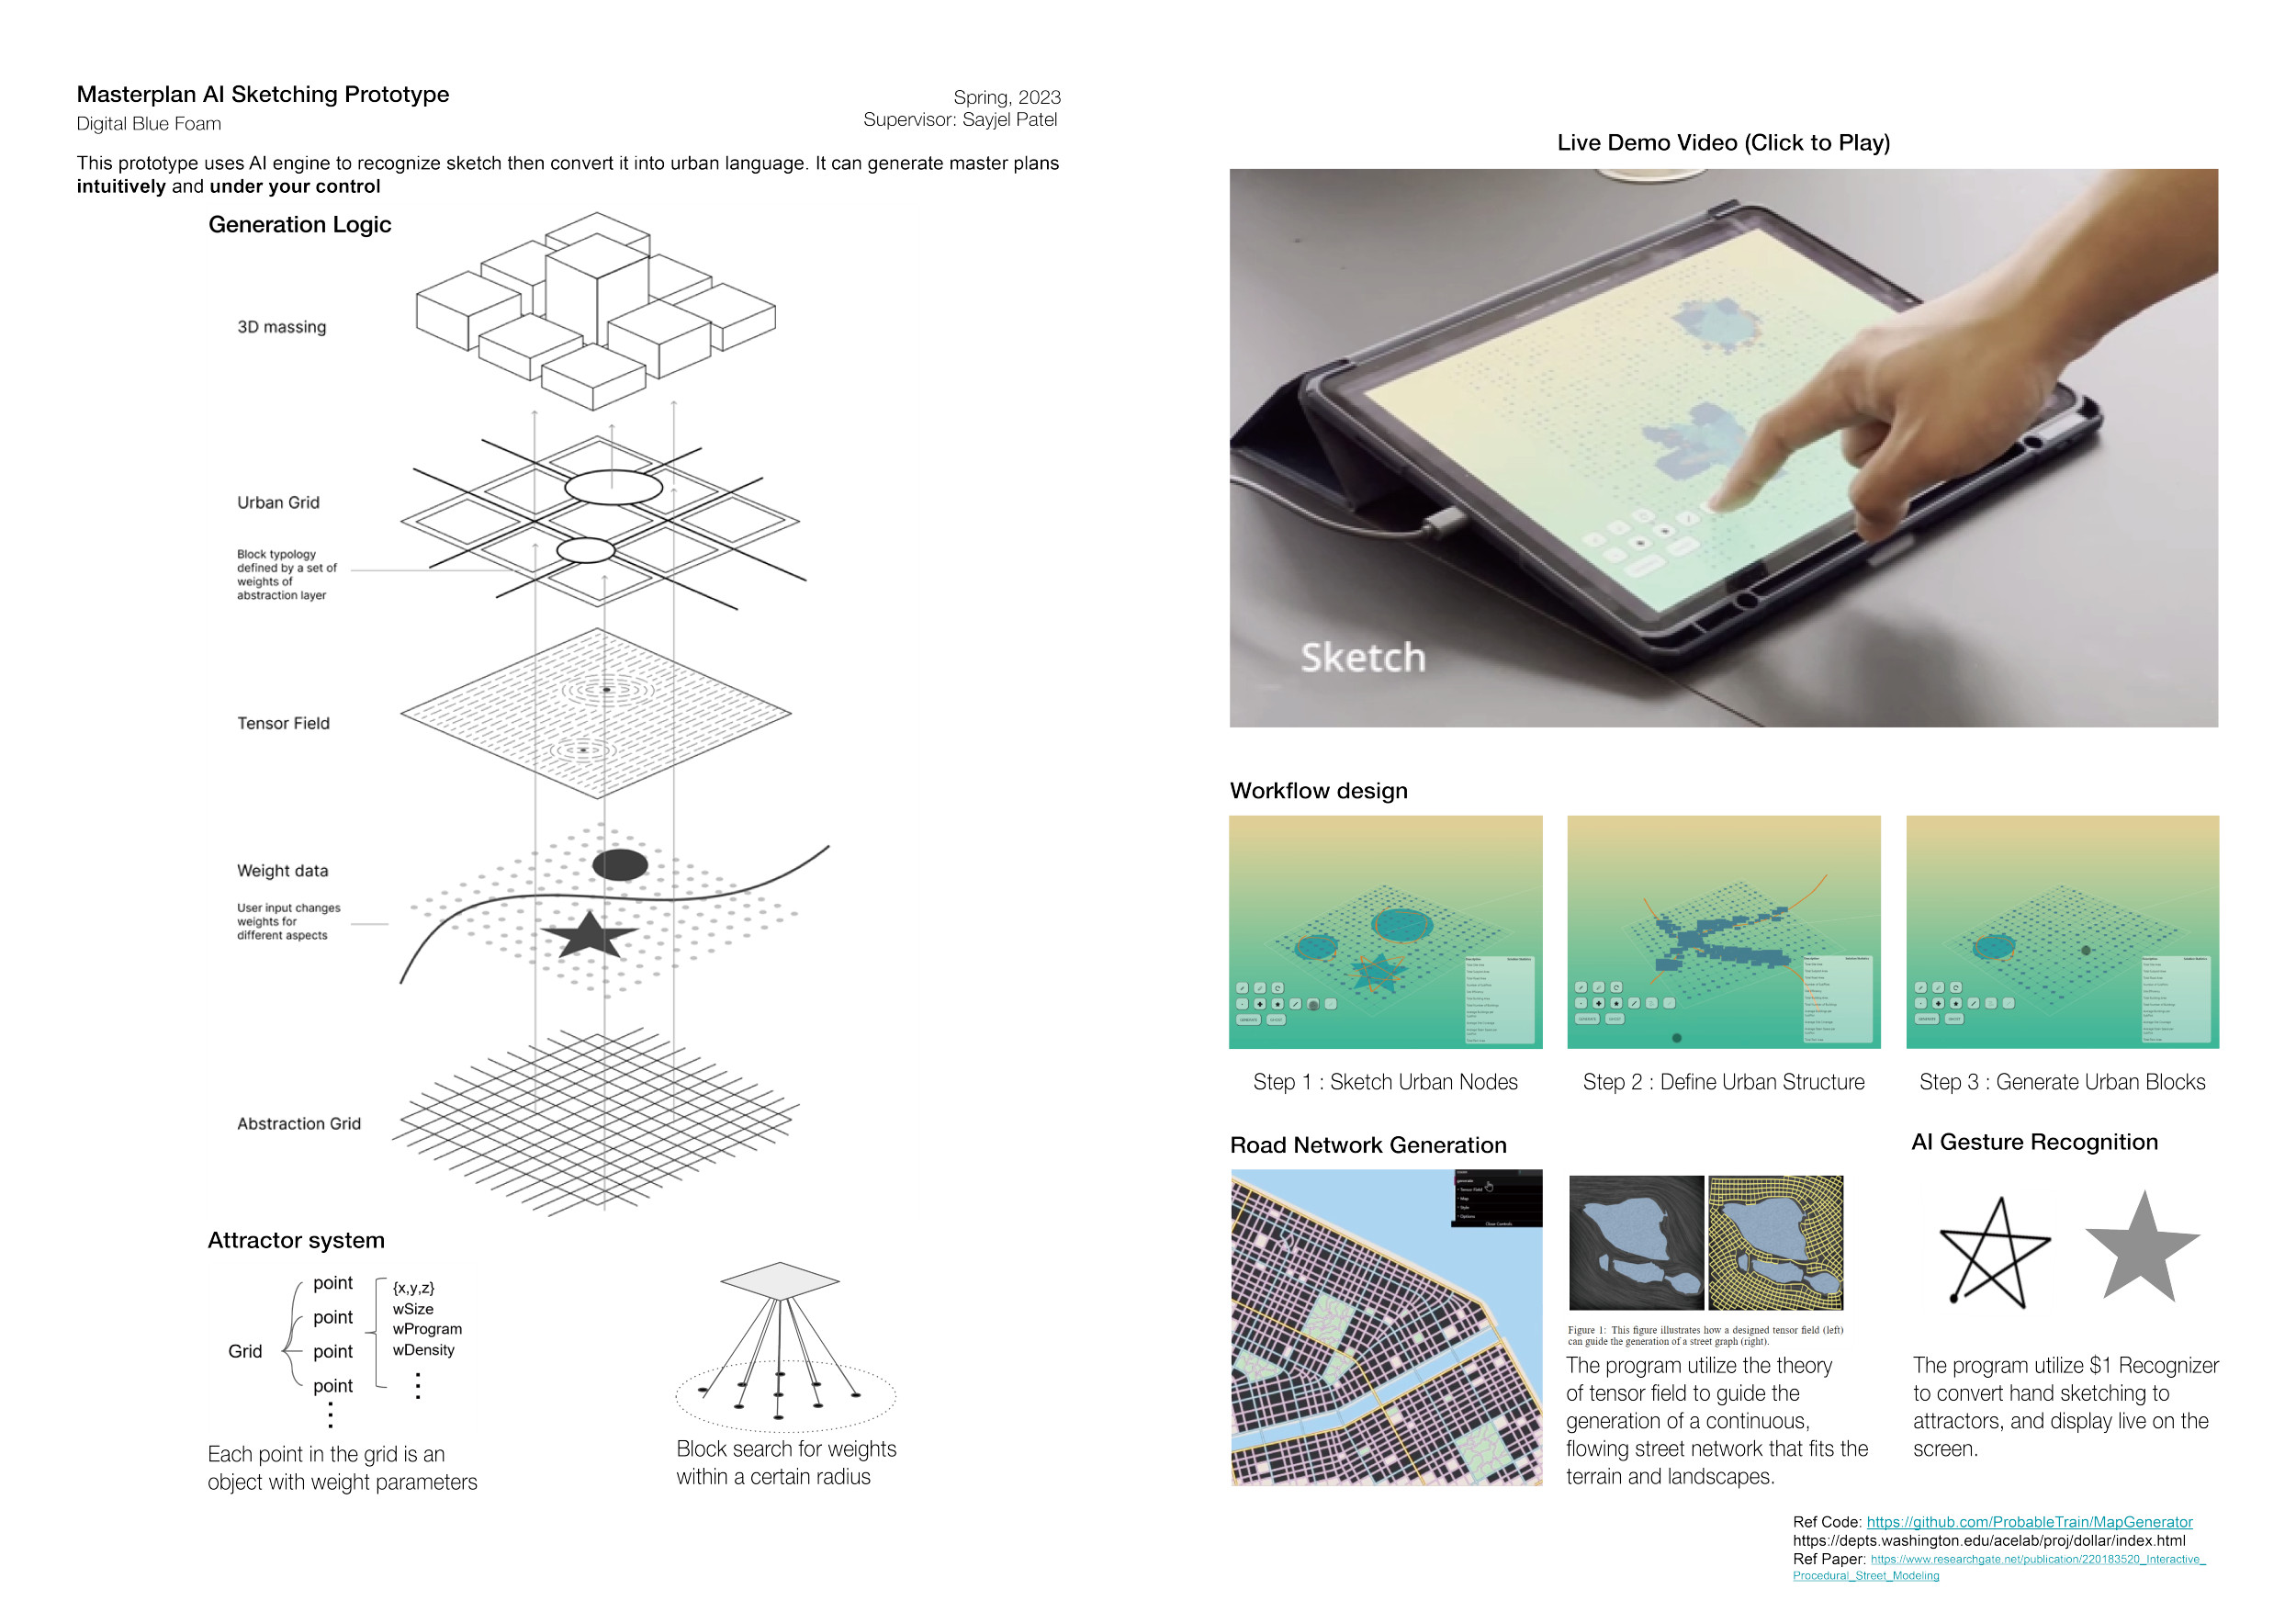 Masterplan AI Sketching Prototype
Digital Blue Foam
Spring, 2023
Supervisor: Sayjel Patel
This prototype uses AI engine to recognize sketch then convert it into urban language. It can generate master plans
intuitively and under your control
Generation Logic
3D massing
Urban Grid
Block typology
defined by a set of
weights of
abstraction layer
Tensor Field
Weight data
User input changes
weights for
different aspects
Abstraction Grid
Attractor system
Grid
point
point
point
point
{x,y,z}
wSize
wProgram
wDensity
Each point in the grid is an
object with weight parameters
Block search for weights
within a certain radius
Live Demo Video (Click to Play)
Sketch
Workflow design
Step 1 : Sketch Urban Nodes
Step 2 : Define Urban Structure
Step 3 : Generate Urban Blocks
Road Network Generation
generate
Tensor Field
Map
Style
Options
Close Controls
Figure 1: This figure illustrates how a designed tensor field (left)
can guide the generation of a street graph (right).
The program utilize the theory
of tensor field to guide the
generation of a continuous,
flowing street network that fits the
terrain and landscapes.
AI Gesture Recognition
The program utilize $1 Recognizer
to convert hand sketching to
attractors, and display live on the
screen.
Ref Code: https://github.com/ProbableTrain/MapGenerator
https://depts.washington.edu/acelab/proj/dollar/index.html
Ref Paper: https://www.researchgate.net/publication/220183520_Interactive_
Procedural_Street_Modeling